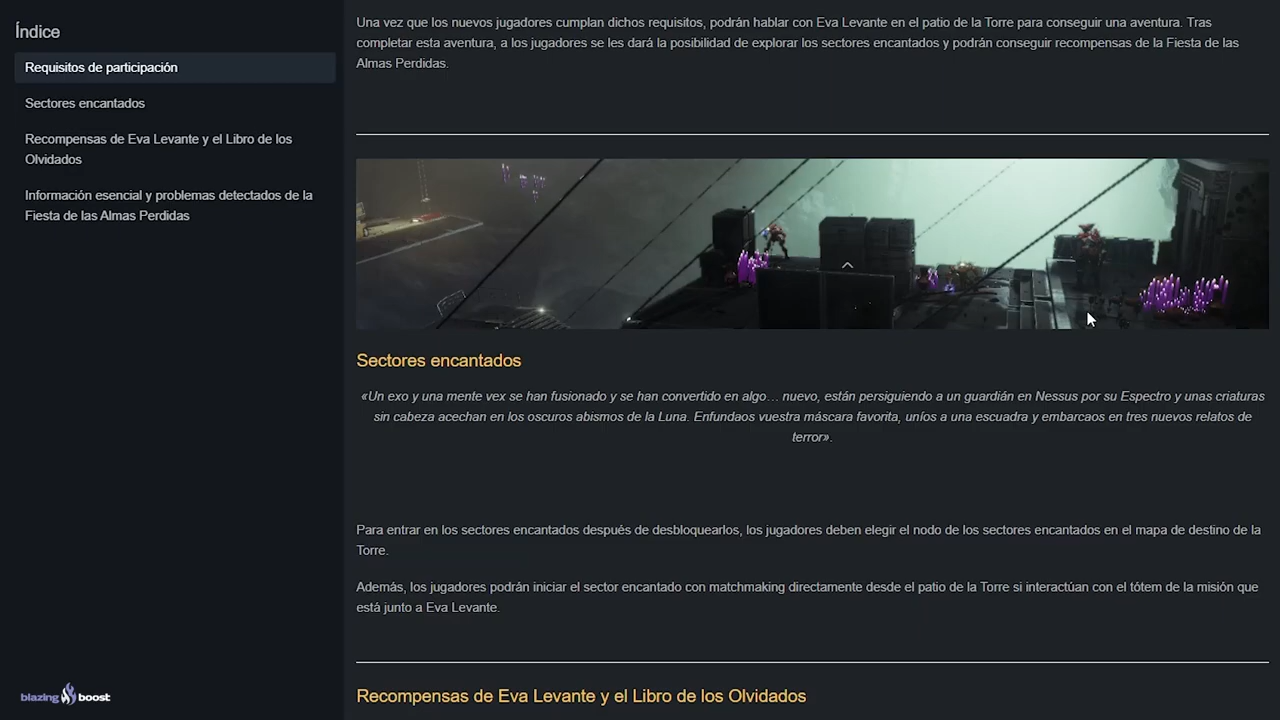 Índice
Requisitos de participación
Sectores encantados
Recompensas de Eva Levante y el Libro de los
Olvidados
Información esencial y problemas detectados de la
Fiesta de las Almas Perdidas
blazing boost
Una vez que los nuevos jugadores cumplan dichos requisitos, podrán hablar con Eva Levante en el patio de la Torre para conseguir una aventura. Tras
completar esta aventura, a los jugadores se les dará la posibilidad de explorar los sectores encantados y podrán conseguir recompensas de la Fiesta de las
Almas Perdidas.
Sectores encantados
«Un exo y una mente vex se han fusionado y se han convertido en algo… nuevo, están persiguiendo a un guardián en Nessus por su Espectro y unas criaturas
sin cabeza acechan en los oscuros abismos de la Luna. Enfundaos vuestra máscara favorita, uníos a una escuadra y embarcaos en tres nuevos relatos de
terror».
Para entrar en los sectores encantados después de desbloquearlos, los jugadores deben elegir el nodo de los sectores encantados en el mapa de destino de la
Torre.
Además, los jugadores podrán iniciar el sector encantado con matchmaking directamente desde el patio de la Torre si interactúan con el tótem de la misión que
está junto a Eva Levante.
Recompensas de Eva Levante y el Libro de los Olvidados